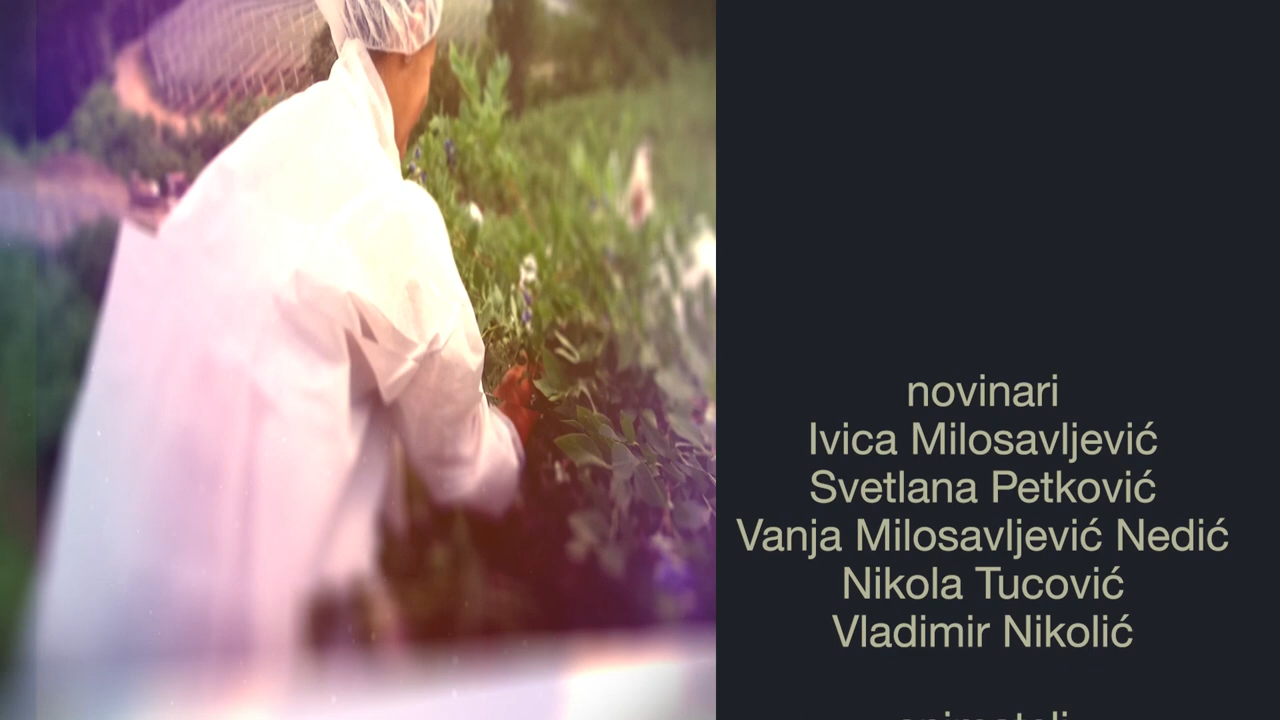 novinari
Ivica Milosavljević
Svetlana Petković
Vanja Milosavljević Nedić
Nikola Tucović
Vladimir Nikolić